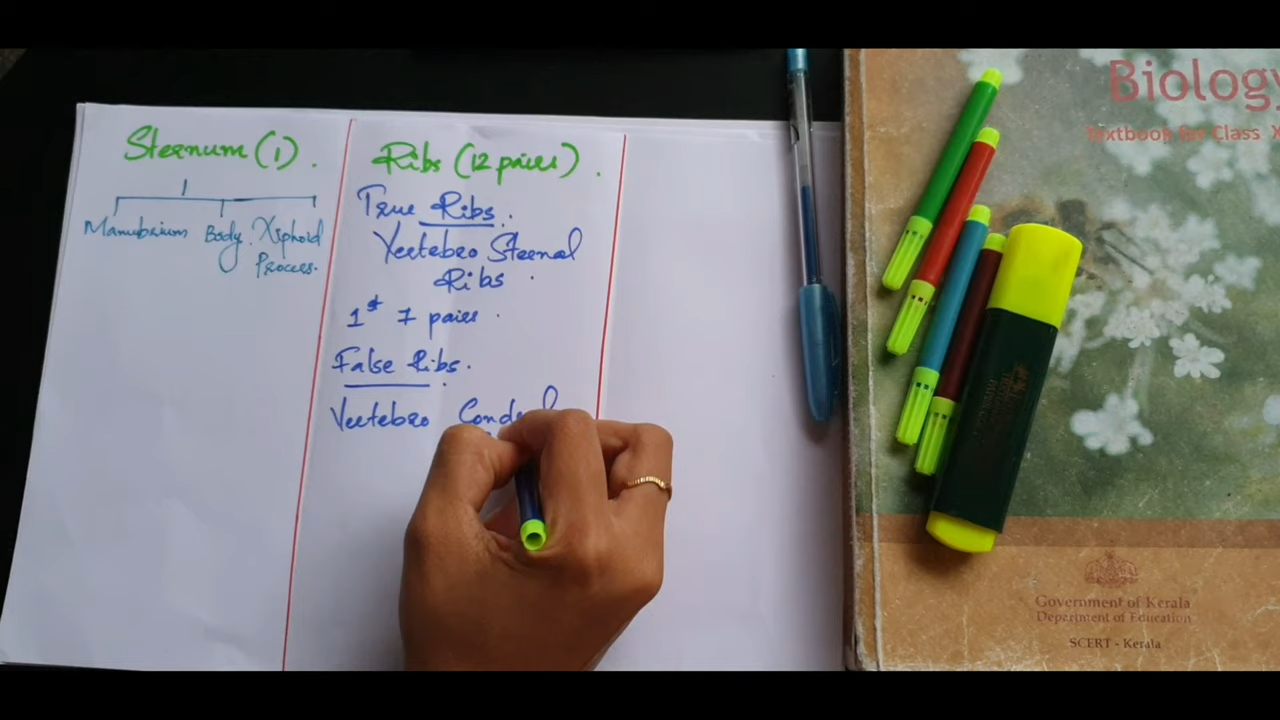 Sternum (1).
Manubrium Body. Xiphoid
Process.
Ribs (12 pairs).
True Ribs.
Vertebro Sternal
Ribs.
1st 7 pairs.
False Ribs.
Vertebro
Biology
Textbook for Class X
Government of Kerala
Department of Education
SCERT - Kerala